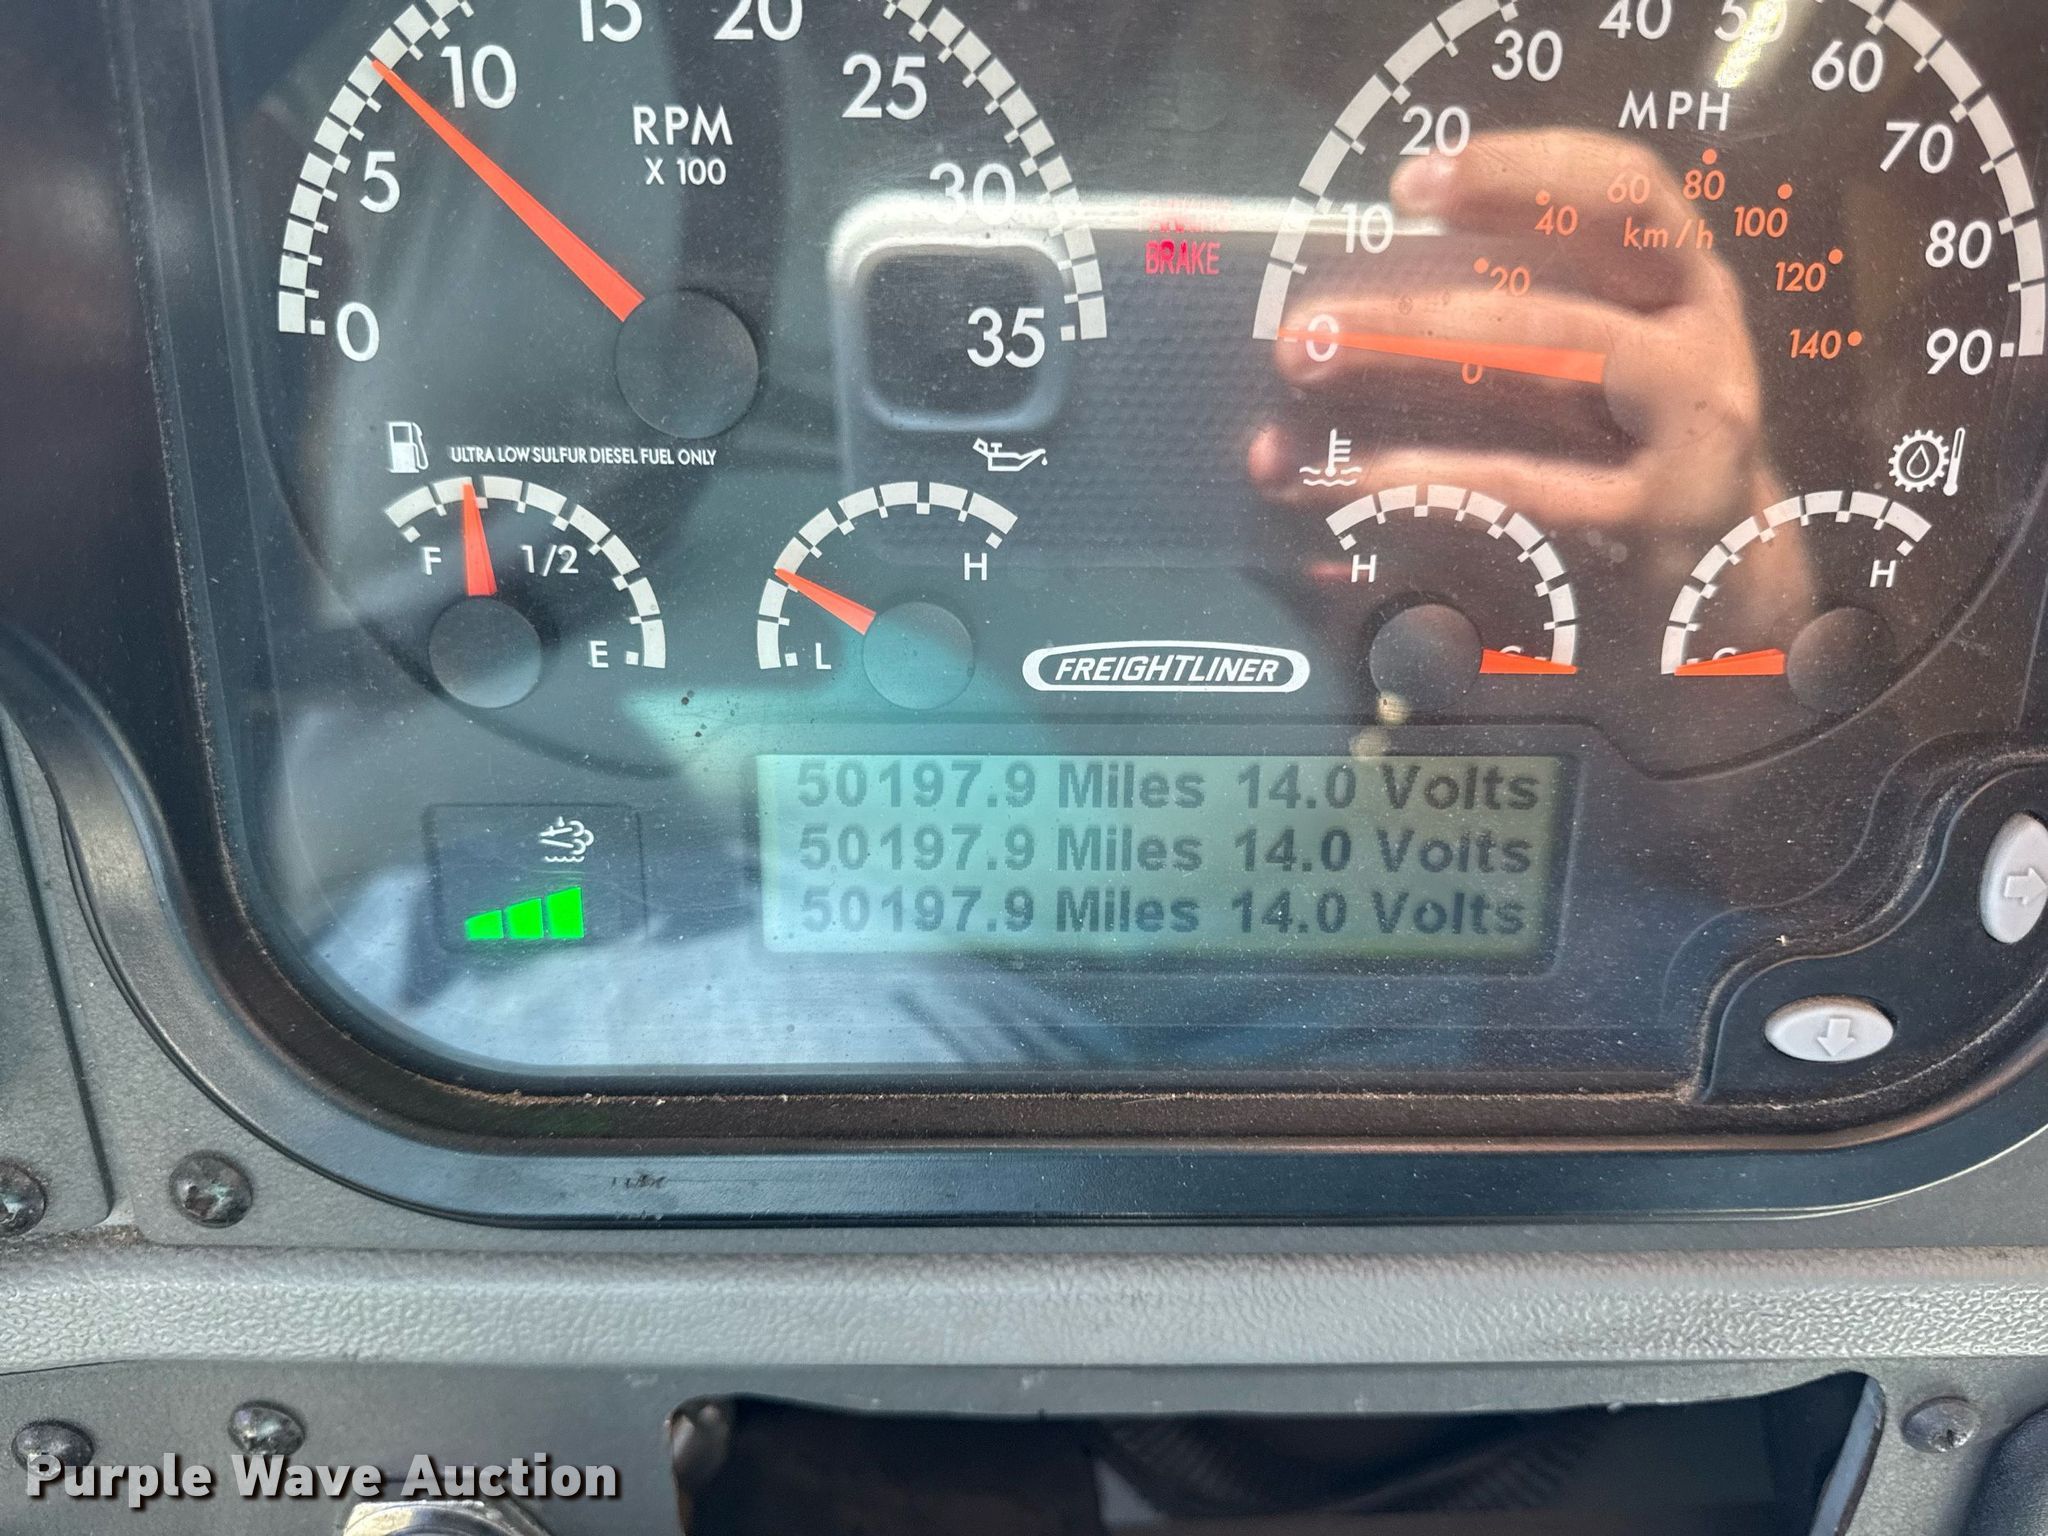 15 20
10 25
5 30
0 35
RPM
X 100
PARKING
BRAKE
40 50
30 60
20 70
10 80
0 90
MPH
60 80
40 100
km/h
20 120
0 140
ULTRA LOW SULFUR DIESEL FUEL ONLY
F 1/2 E
L H
H C
C H
FREIGHTLINER
50197.9 Miles 14.0 Volts
50197.9 Miles 14.0 Volts
50197.9 Miles 14.0 Volts
Purple Wave Auction